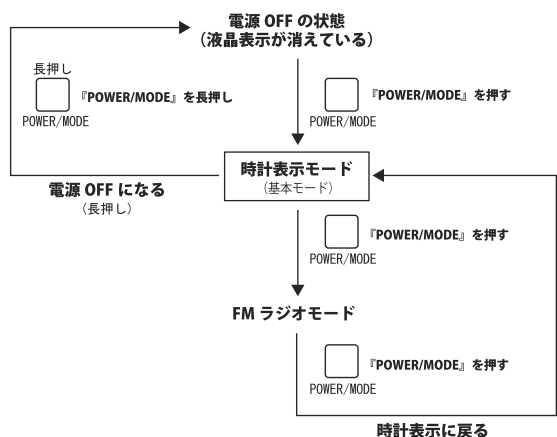 電源 OFF の状態
（液晶表示が消えている）
長押し
『POWER/MODE』を長押し
POWER/MODE
『POWER/MODE』を押す
POWER/MODE
時計表示モード
（基本モード）
電源 OFF になる
（長押し）
『POWER/MODE』を押す
POWER/MODE
FM ラジオモード
『POWER/MODE』を押す
POWER/MODE
時計表示に戻る